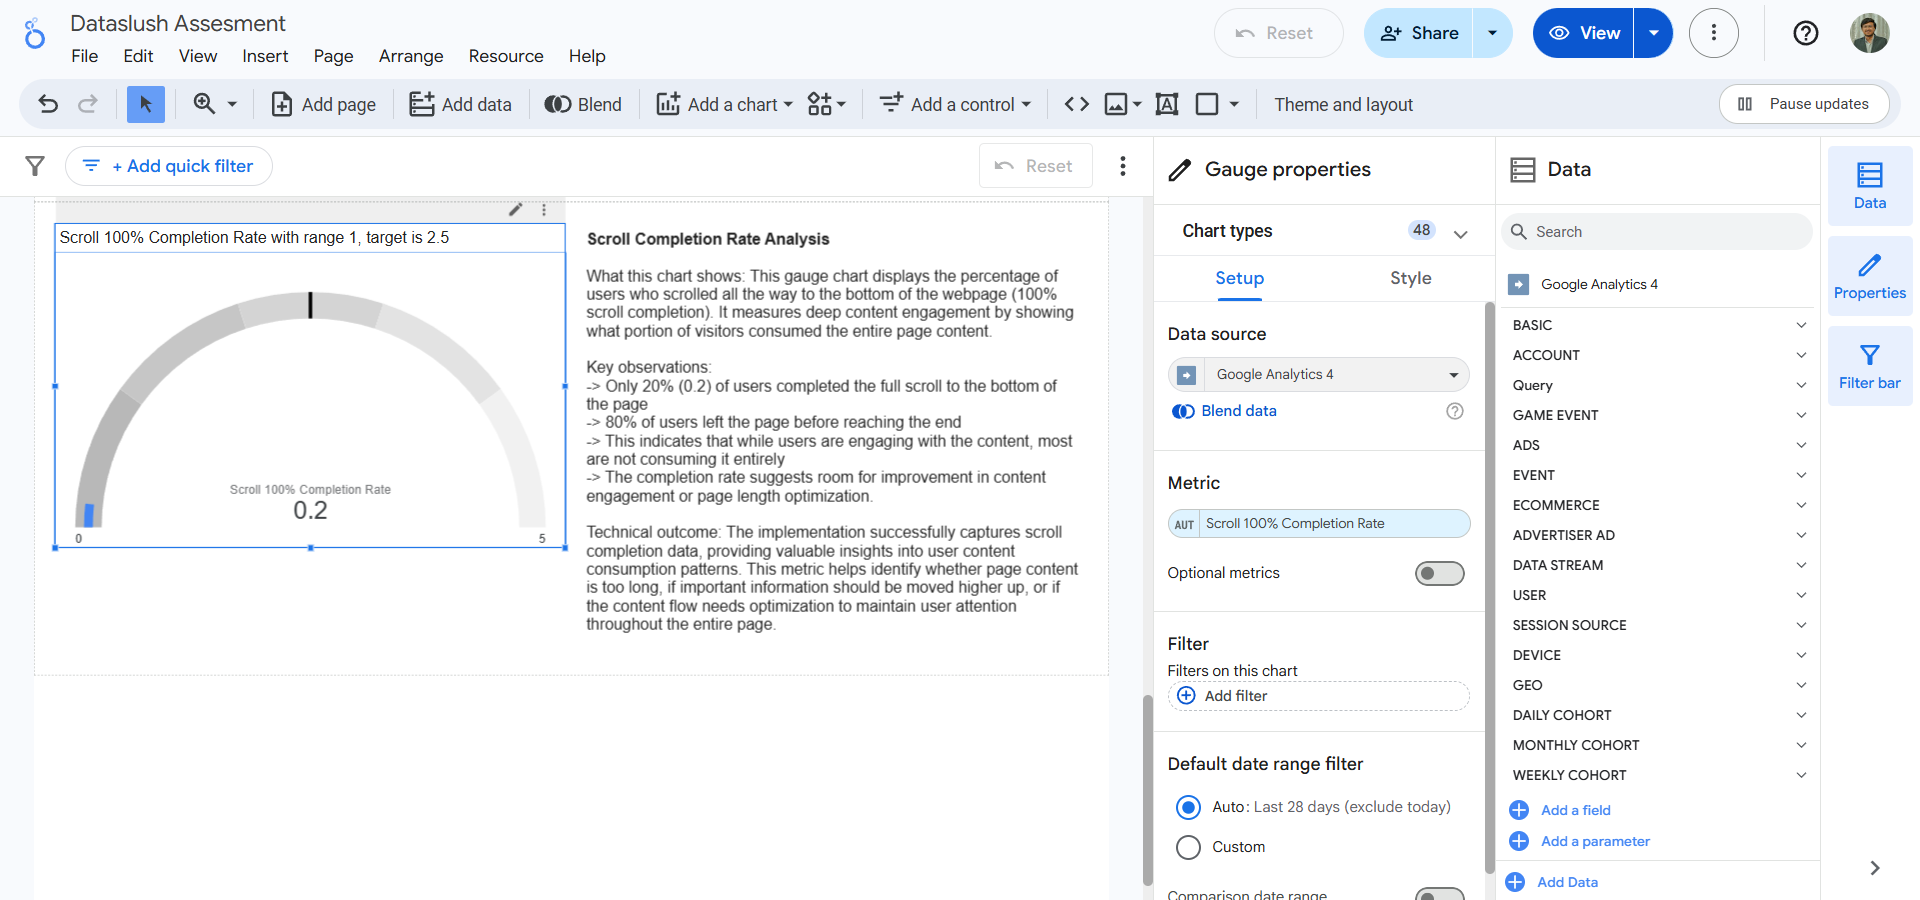 Dataslush Assesment
File Edit View Insert Page Arrange Resource Help
Reset
Share
View
Add page
Add data
Blend
Add a chart
Add a control
Theme and layout
Pause updates
+ Add quick filter
Reset
Scroll 100% Completion Rate with range 1, target is 2.5
Scroll 100% Completion Rate
0.2
0
5
Scroll Completion Rate Analysis
What this chart shows: This gauge chart displays the percentage of
users who scrolled all the way to the bottom of the webpage (100%
scroll completion). It measures deep content engagement by showing
what portion of visitors consumed the entire page content.
Key observations:
-> Only 20% (0.2) of users completed the full scroll to the bottom of
the page
-> 80% of users left the page before reaching the end
-> This indicates that while users are engaging with the content, most
are not consuming it entirely
-> The completion rate suggests room for improvement in content
engagement or page length optimization.
Technical outcome: The implementation successfully captures scroll
completion data, providing valuable insights into user content
consumption patterns. This metric helps identify whether page content
is too long, if important information should be moved higher up, or if
the content flow needs optimization to maintain user attention
throughout the entire page.
Gauge properties
Chart types
48
Setup
Style
Data source
Google Analytics 4
Blend data
Metric
AUT Scroll 100% Completion Rate
Optional metrics
Filter
Filters on this chart
Add filter
Default date range filter
Auto: Last 28 days (exclude today)
Custom
Comparison date range
Data
Search
Google Analytics 4
BASIC
ACCOUNT
Query
GAME EVENT
ADS
EVENT
ECOMMERCE
ADVERTISER AD
DATA STREAM
USER
SESSION SOURCE
DEVICE
GEO
DAILY COHORT
MONTHLY COHORT
WEEKLY COHORT
Add a field
Add a parameter
Add Data
Data
Properties
Filter bar